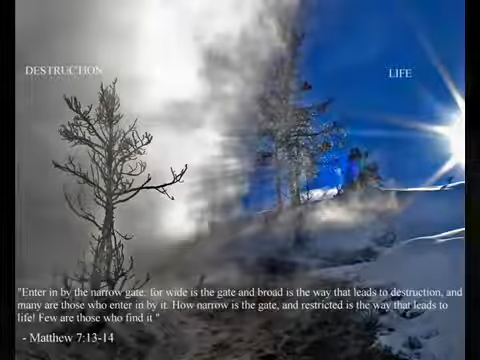 DESTRUCTION
LIFE
"Enter in by the narrow gate: for wide is the gate and broad is the way that leads to destruction, and
many are those who enter in by it. How narrow is the gate, and restricted is the way that leads to
life! Few are those who find it."
- Matthew 7:13-14